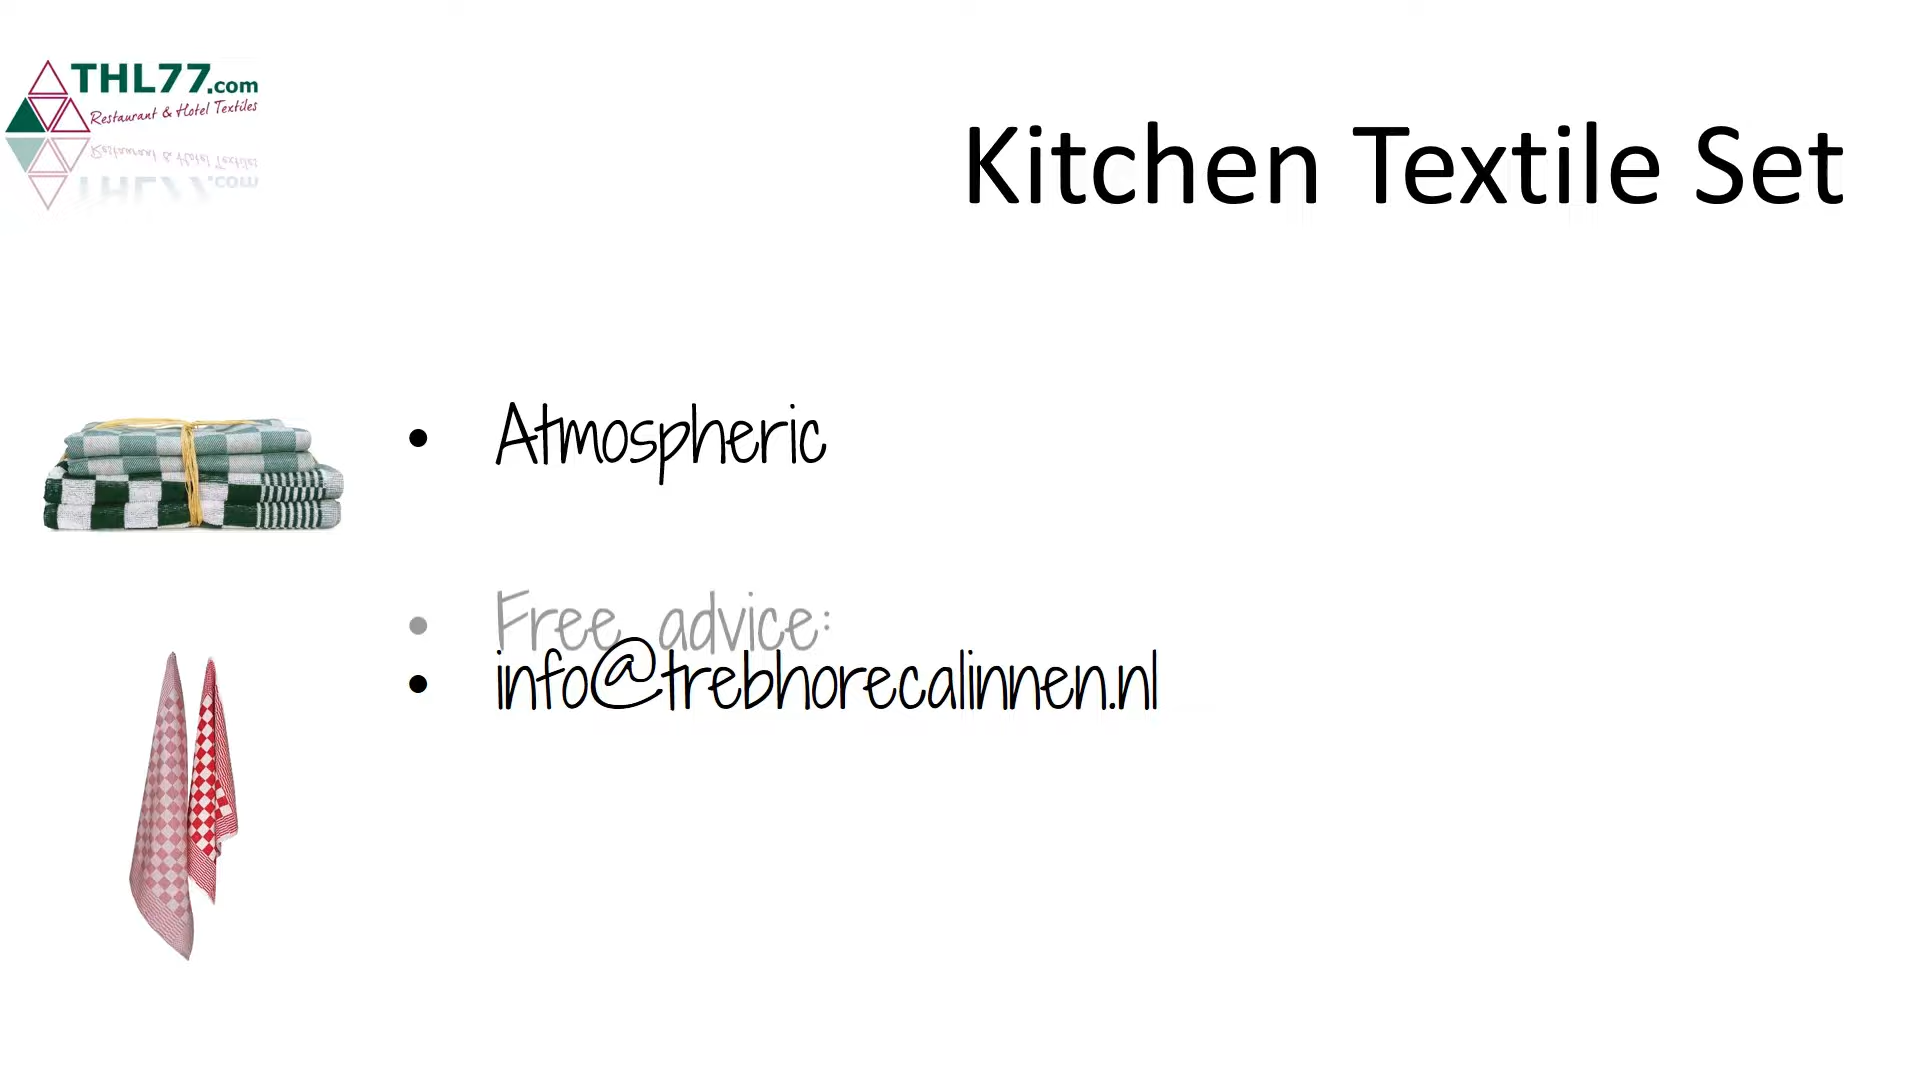 THL77.com
Restaurant & Hotel Textiles
Kitchen Textile Set
• Atmospheric
• Free advice:
• info@trebhorecalinnen.nl